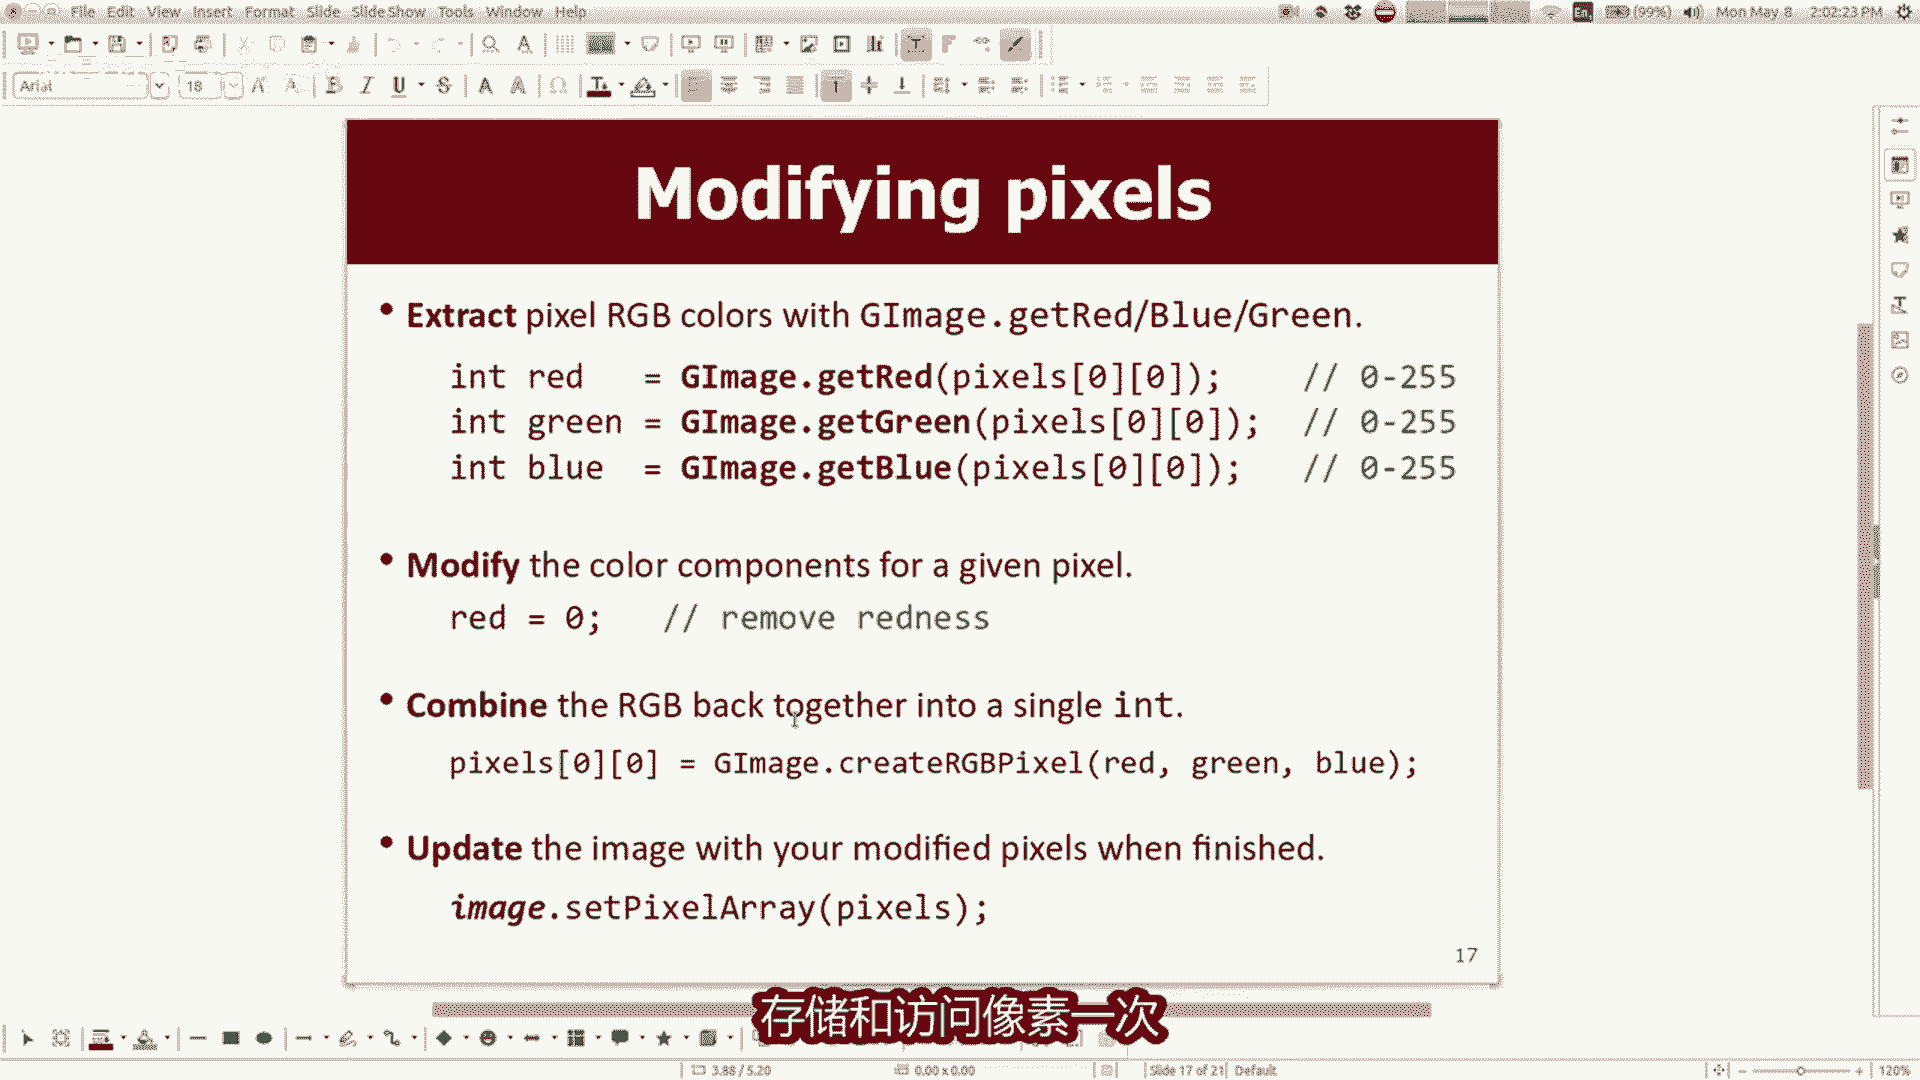 File Edit View Insert Format Slide Slide Show Tools Window Help
En (99%) Mon May 8 2:02:23 PM
Arial 18
Modifying pixels
• Extract pixel RGB colors with GImage.getRed/Blue/Green.
int red = GImage.getRed(pixels[0][0]); // 0-255
int green = GImage.getGreen(pixels[0][0]); // 0-255
int blue = GImage.getBlue(pixels[0][0]); // 0-255
• Modify the color components for a given pixel.
red = 0; // remove redness
• Combine the RGB back together into a single int.
pixels[0][0] = GImage.createRGBPixel(red, green, blue);
• Update the image with your modified pixels when finished.
image.setPixelArray(pixels);
17
存储和访问像素一次
3.88 / 5.20 0.00 x 0.00 Slide 17 of 21 Default 120%